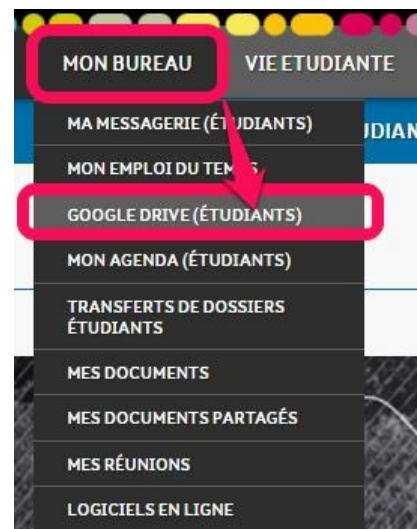 MON BUREAU
VIE ETUDIANTE
MA MESSAGERIE (ÉTUDIANTS)
MON EMPLOI DU TEMPS
GOOGLE DRIVE (ÉTUDIANTS)
MON AGENDA (ÉTUDIANTS)
TRANSFERTS DE DOSSIERS
ÉTUDIANTS
MES DOCUMENTS
MES DOCUMENTS PARTAGÉS
MES RÉUNIONS
LOGICIELS EN LIGNE